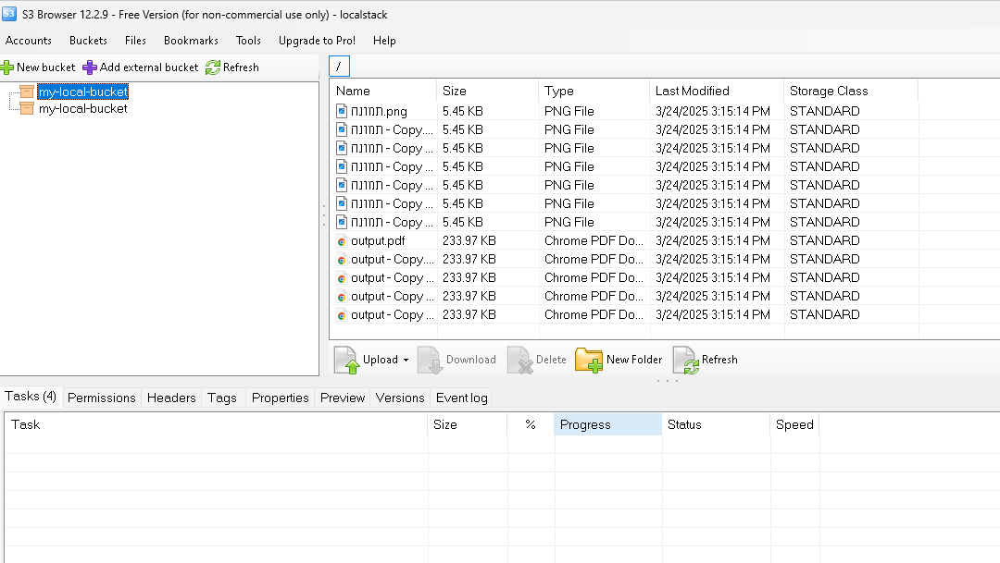 S3 Browser 12.2.9 - Free Version (for non-commercial use only) - localstack
Accounts Buckets Files Bookmarks Tools Upgrade to Pro! Help
New bucket Add external bucket Refresh
my-local-bucket
my-local-bucket
/
Name Size Type Last Modified Storage Class
תמונה.png 5.45 KB PNG File 3/24/2025 3:15:14 PM STANDARD
תמונה - Copy.... 5.45 KB PNG File 3/24/2025 3:15:14 PM STANDARD
תמונה - Copy ... 5.45 KB PNG File 3/24/2025 3:15:14 PM STANDARD
תמונה - Copy ... 5.45 KB PNG File 3/24/2025 3:15:14 PM STANDARD
תמונה - Copy ... 5.45 KB PNG File 3/24/2025 3:15:14 PM STANDARD
תמונה - Copy ... 5.45 KB PNG File 3/24/2025 3:15:14 PM STANDARD
תמונה - Copy ... 5.45 KB PNG File 3/24/2025 3:15:14 PM STANDARD
output.pdf 233.97 KB Chrome PDF Do... 3/24/2025 3:15:14 PM STANDARD
output - Copy.... 233.97 KB Chrome PDF Do... 3/24/2025 3:15:14 PM STANDARD
output - Copy ... 233.97 KB Chrome PDF Do... 3/24/2025 3:15:14 PM STANDARD
output - Copy ... 233.97 KB Chrome PDF Do... 3/24/2025 3:15:14 PM STANDARD
output - Copy ... 233.97 KB Chrome PDF Do... 3/24/2025 3:15:14 PM STANDARD
Upload Download Delete New Folder Refresh
Tasks (4) Permissions Headers Tags Properties Preview Versions Event log
Task Size % Progress Status Speed